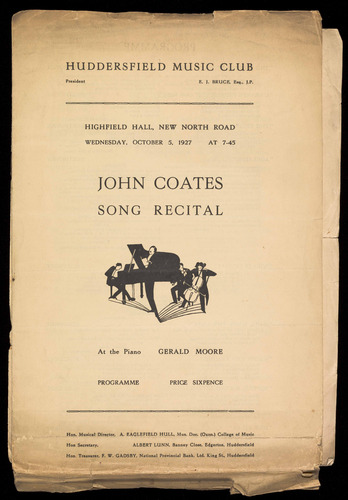 HUDDERSFIELD MUSIC CLUB
President E. J. BRUCE, Esq., J.P.
HIGHFIELD HALL, NEW NORTH ROAD
WEDNESDAY, OCTOBER 5, 1927 AT 7-45
JOHN COATES
SONG RECITAL
At the Piano GERALD MOORE
PROGRAMME PRICE SIXPENCE
Hon. Musical Director, A. EAGLEFIELD HULL, Mus. Doc. (Oxon.) College of Music
Hon Secretary, ALBERT LUNN, Banney Close, Edgerton, Huddersfield
Hon. Treasurer, F. W. GADSBY, National Provincial Bank, Ltd. King St., Huddersfield